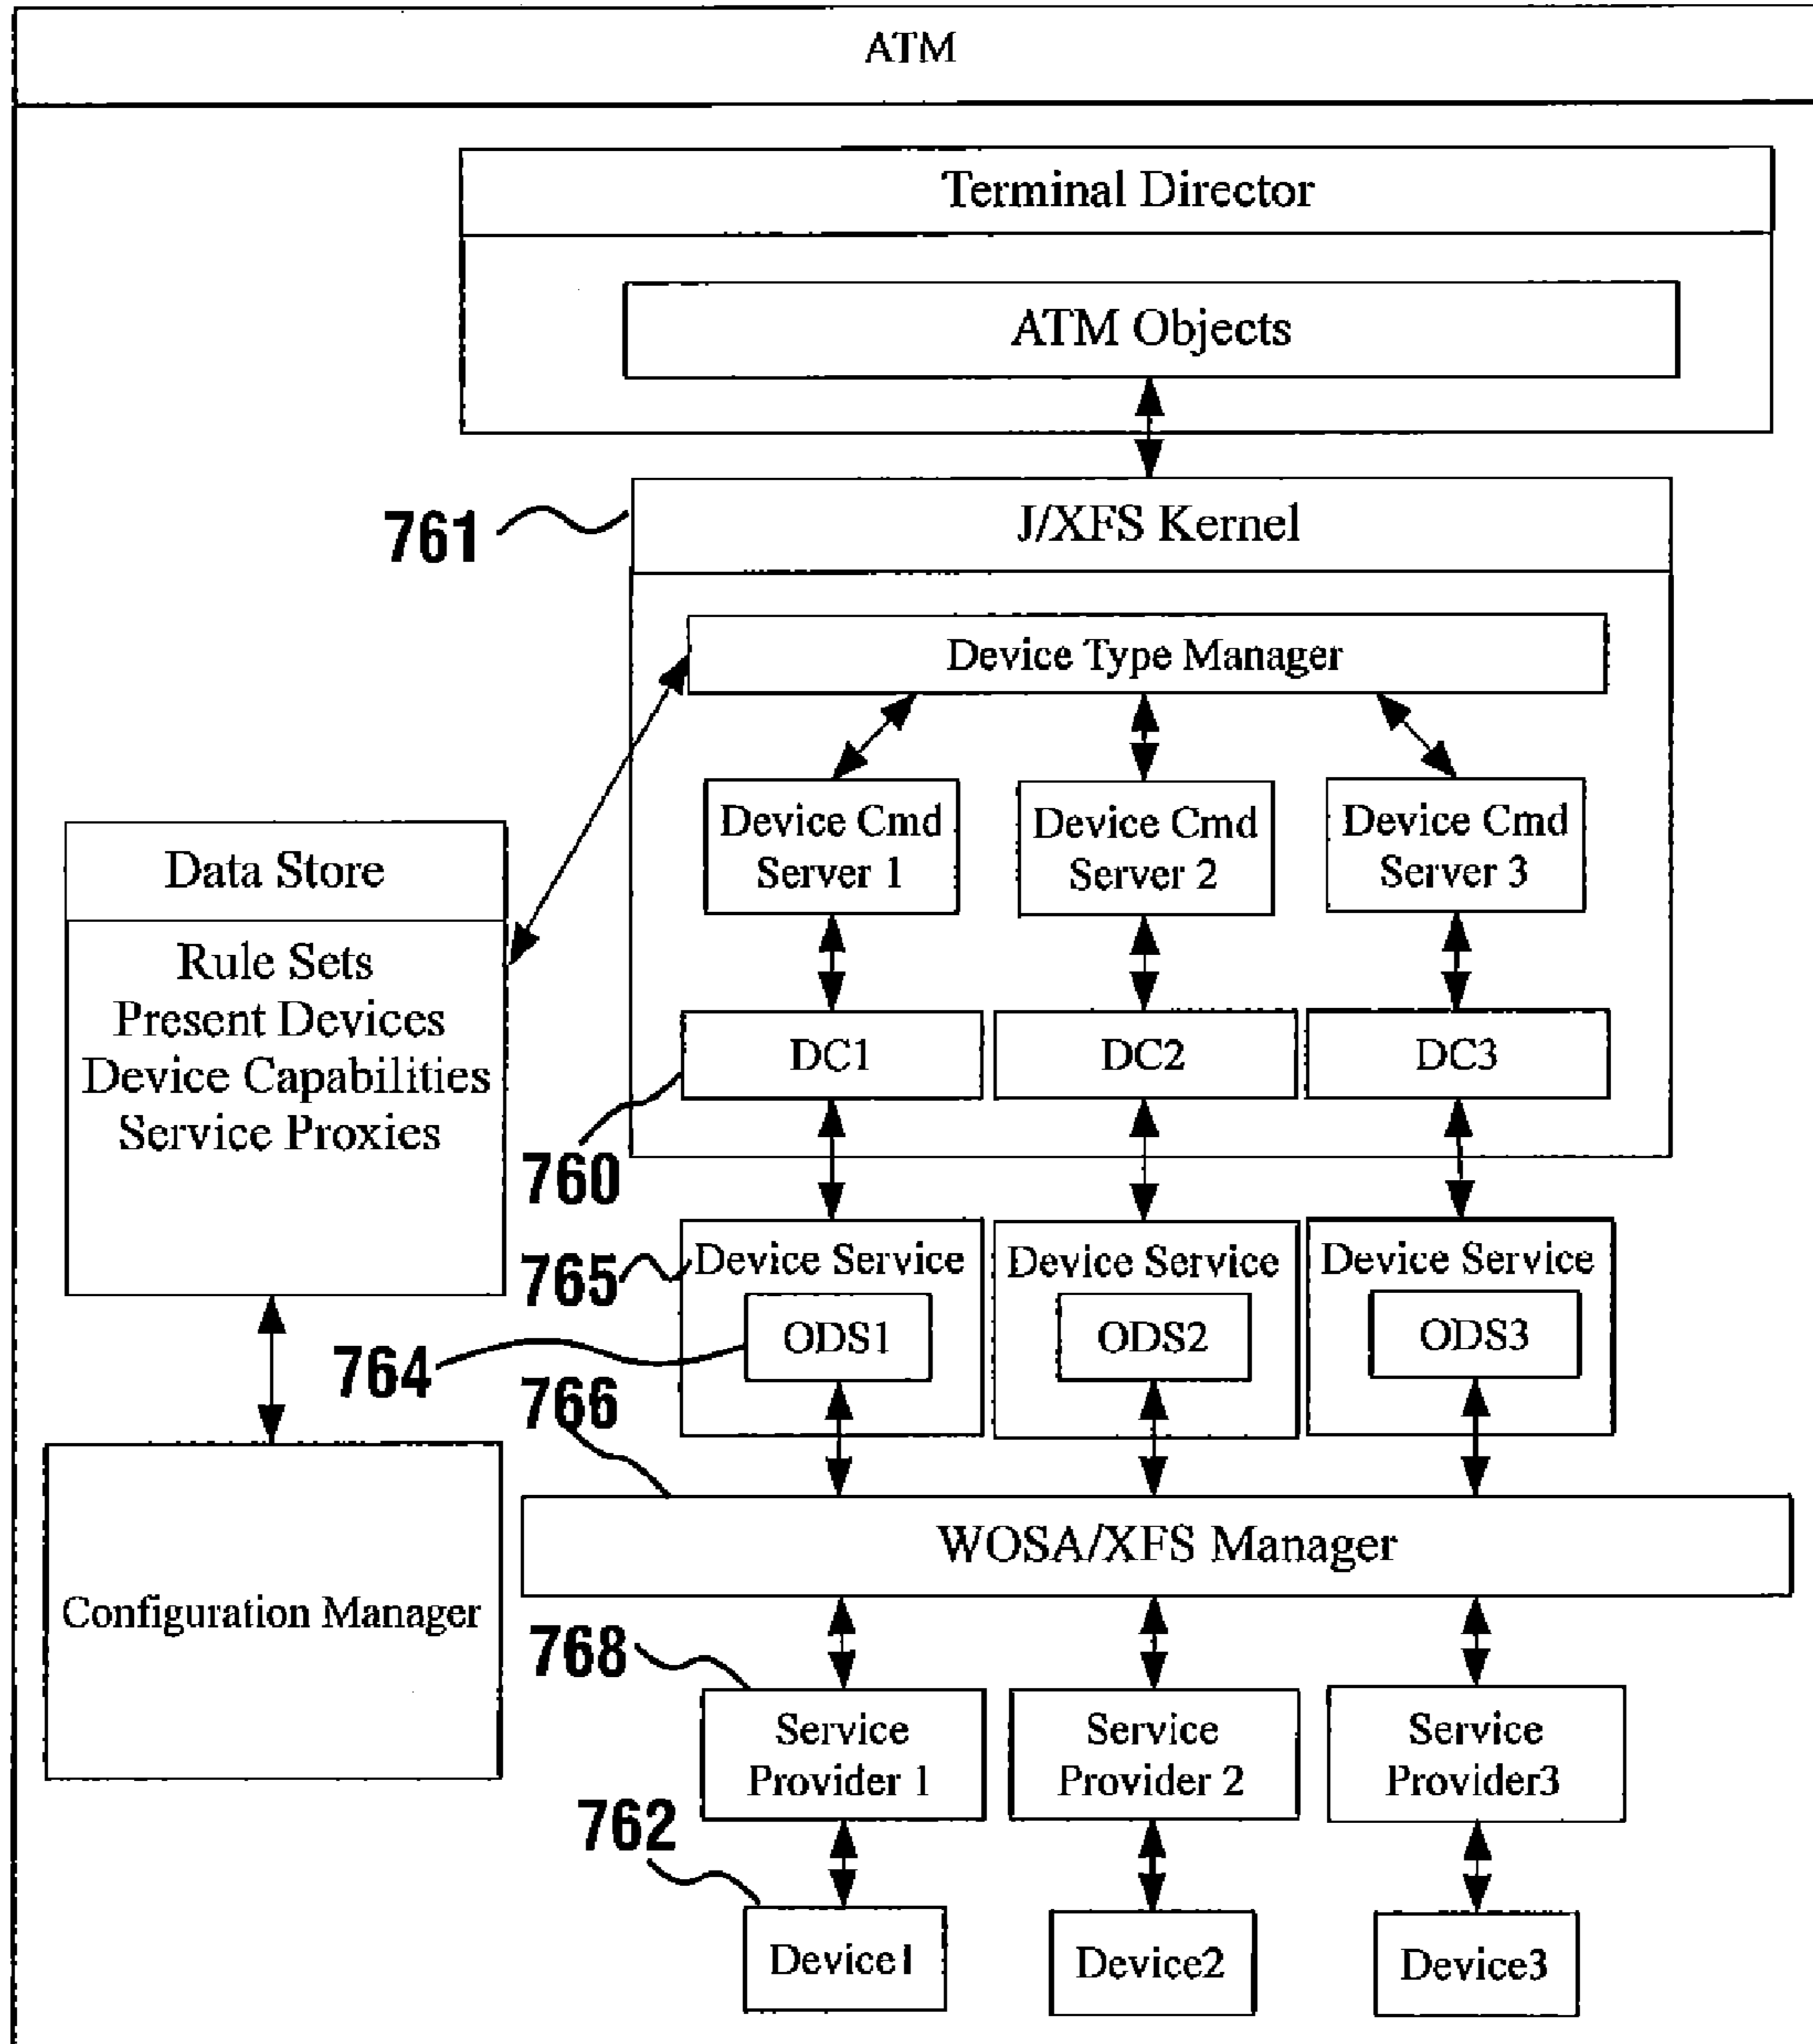 ATM
Terminal Director
ATM Objects
761
J/XFS Kernel
Device Type Manager
Device Cmd
Server 1
Device Cmd
Server 2
Device Cmd
Server 3
Data Store
Rule Sets
Present Devices
Device Capabilities
Service Proxies
DC1
DC2
DC3
760
765
Device Service
ODS1
Device Service
ODS2
Device Service
ODS3
764
766
WOSA/XFS Manager
Configuration Manager
768
Service
Provider 1
Service
Provider 2
Service
Provider3
762
Device1
Device2
Device3